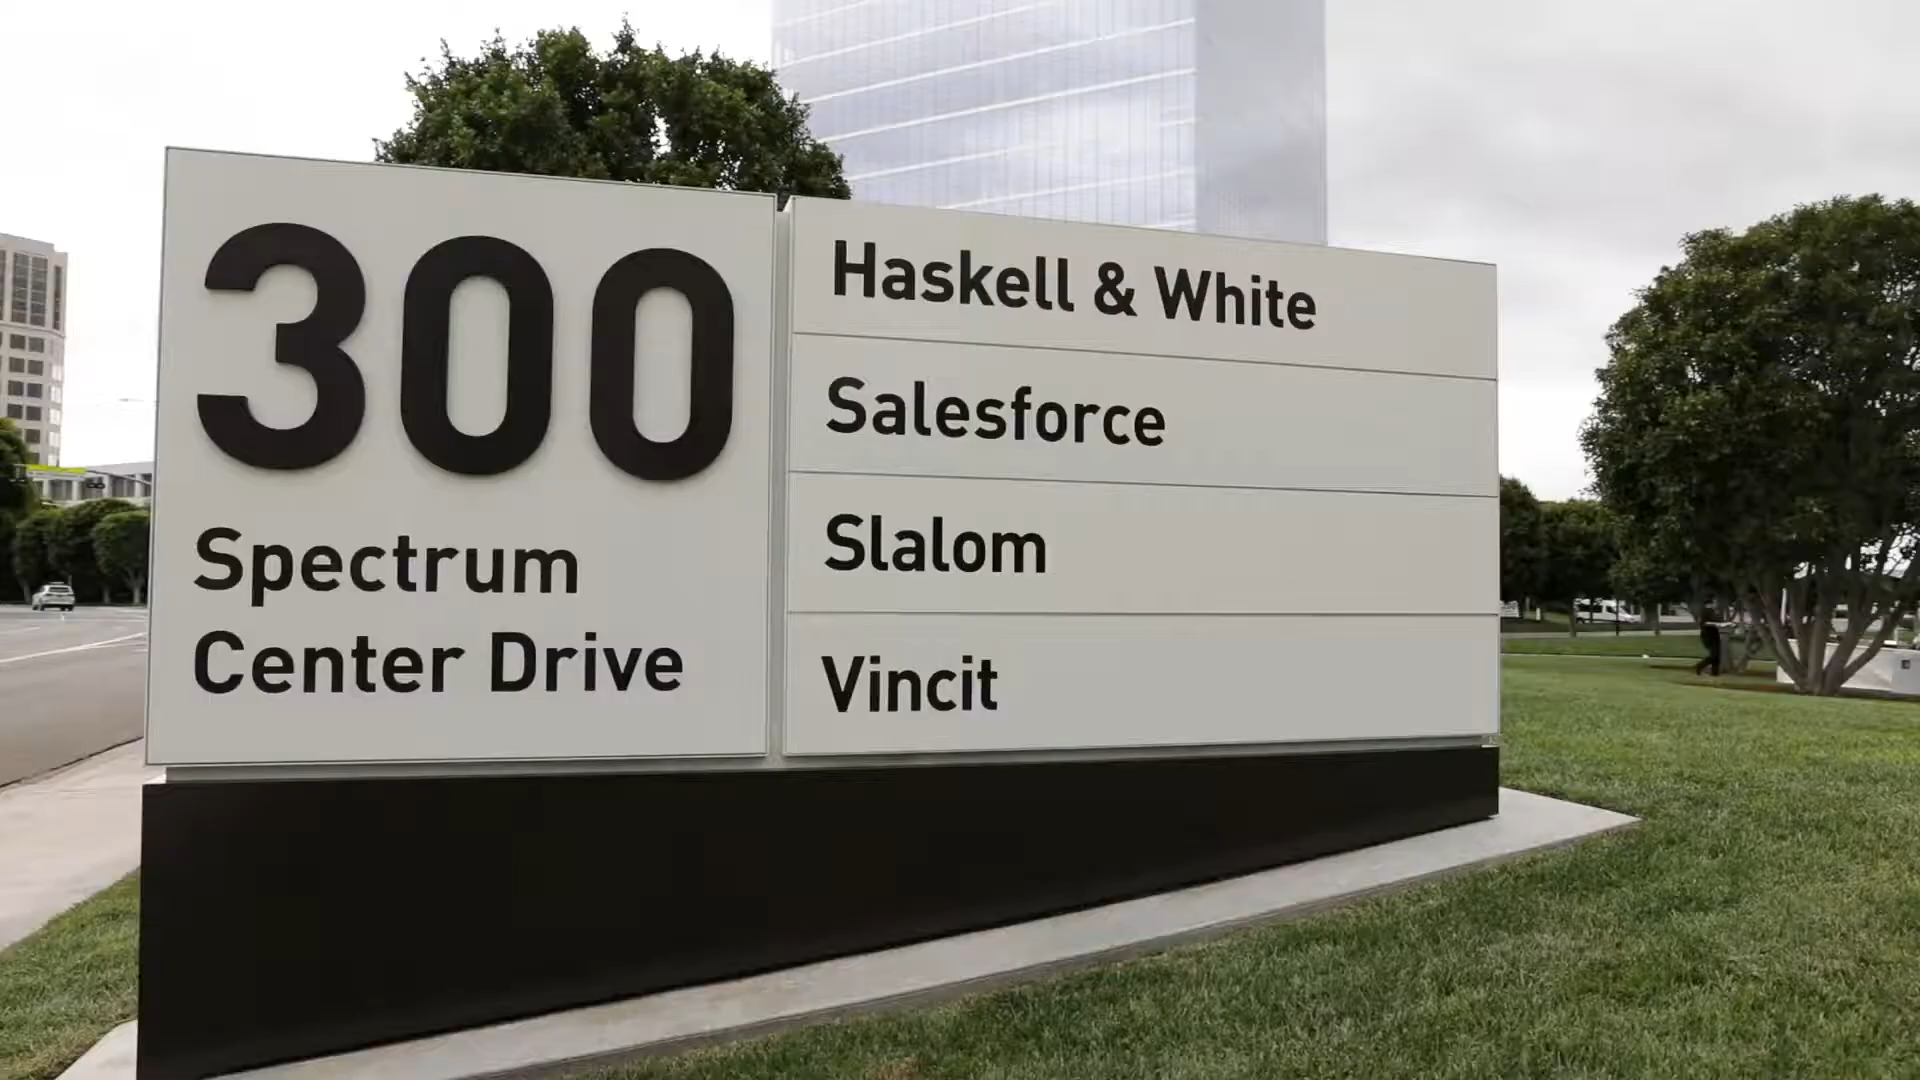 300
Spectrum
Center Drive
Haskell & White
Salesforce
Slalom
Vincit